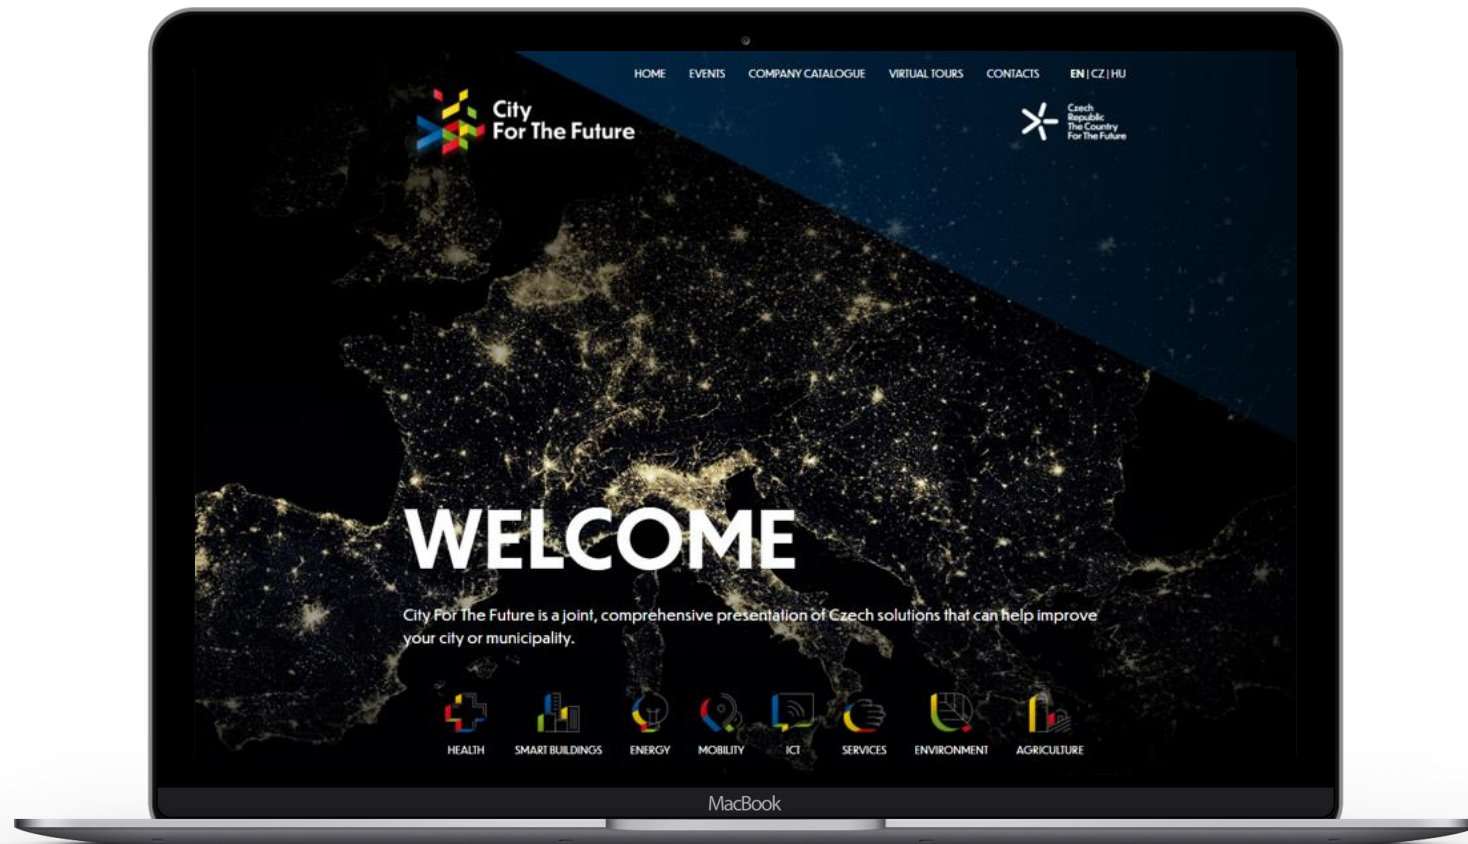 HOME EVENTS COMPANY CATALOGUE VIRTUAL TOURS CONTACTS EN | CZ | HU
City
For The Future
Czech
Republic
The Country
For The Future
WELCOME
City For The Future is a joint, comprehensive presentation of Czech solutions that can help improve
your city or municipality.
HEALTH SMART BUILDINGS ENERGY MOBILITY ICT SERVICES ENVIRONMENT AGRICULTURE
MacBook